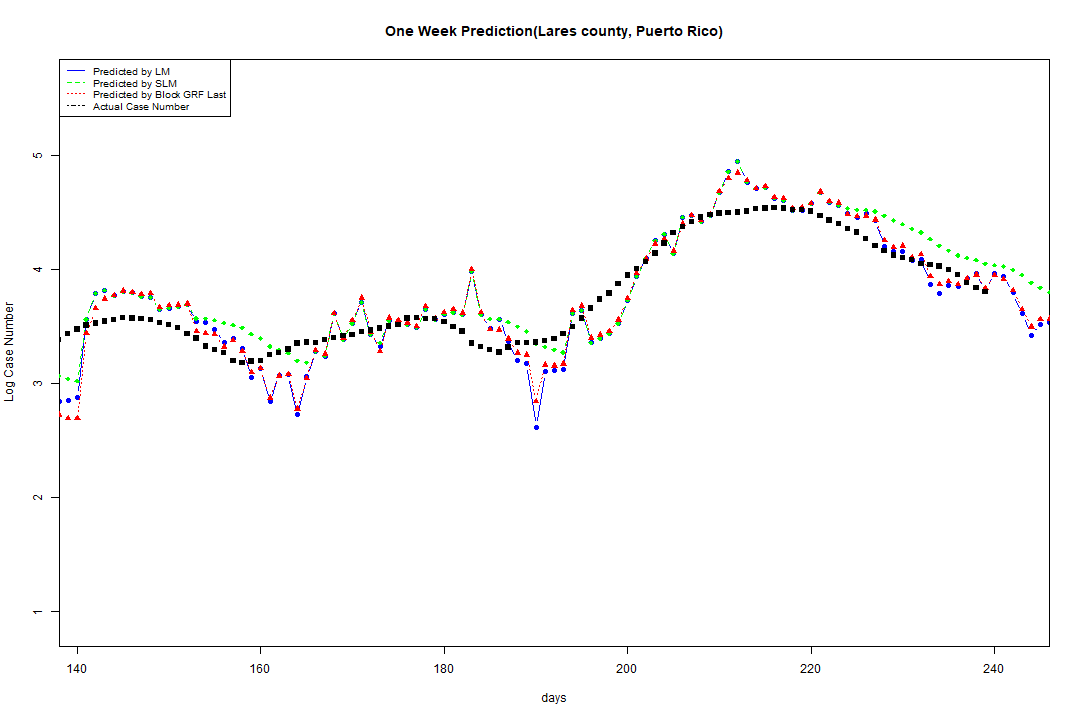 One Week Prediction(Lares county, Puerto Rico)
Predicted by LM
Predicted by SLM
Predicted by Block GRF Last
Actual Case Number
5
4
3
2
1
Log Case Number
140 160 180 200 220 240
days